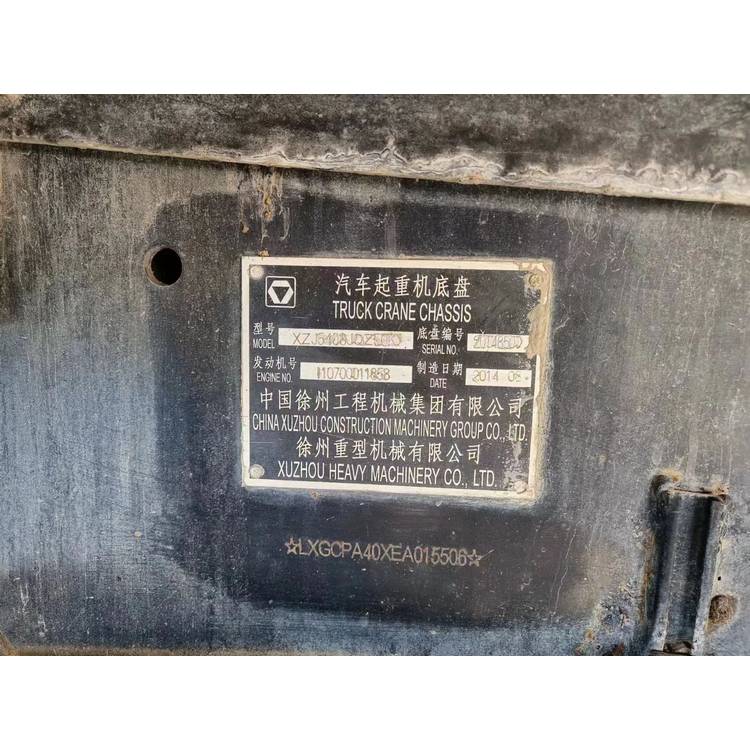 汽车起重机底盘
TRUCK CRANE CHASSIS
型号 底盘编号
MODEL SERIAL NO.
发动机号 制造日期 2014
ENGINE NO. DATE
中国徐州工程机械集团有限公司
CHINA XUZHOU CONSTRUCTION MACHINERY GROUP CO., LTD.
徐州重型机械有限公司
XUZHOU HEAVY MACHINERY CO., LTD.
☆LXGCPA40XEA015506☆